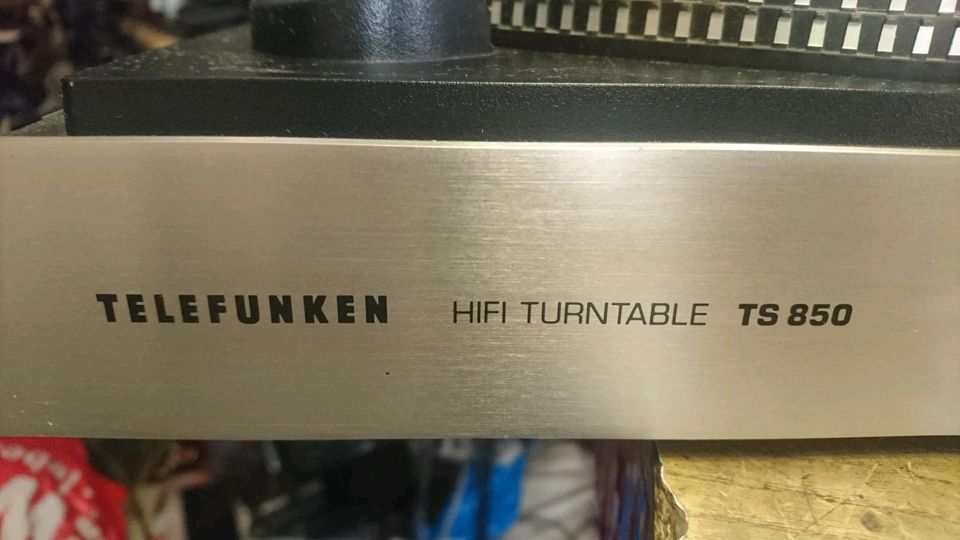 TELEFUNKEN HIFI TURNTABLE TS 850